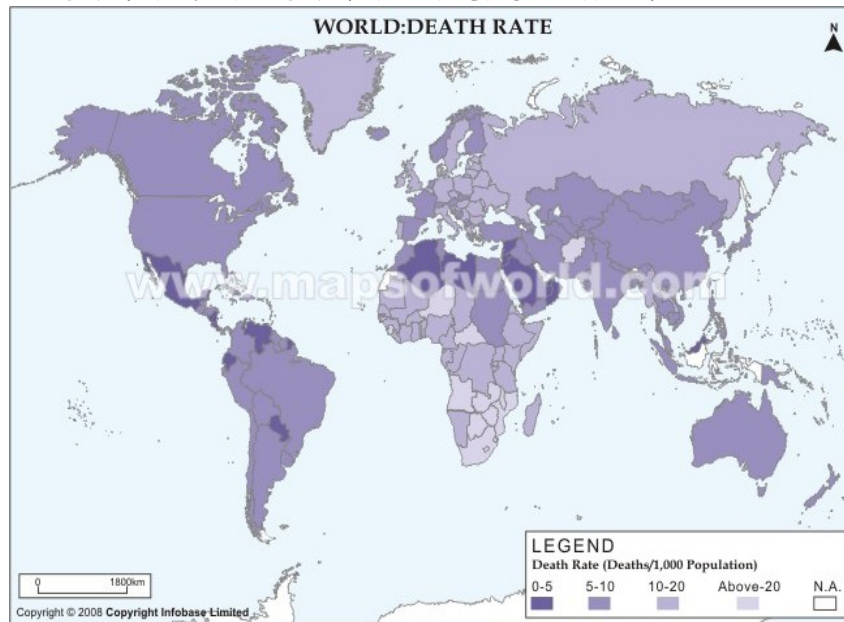 WORLD:DEATH RATE
N
www.mapsofworld.com
LEGEND
Death Rate (Deaths/1,000 Population)
0-5 5-10 10-20 Above-20 N.A.
0 1800km
Copyright © 2008 Copyright Infobase Limited